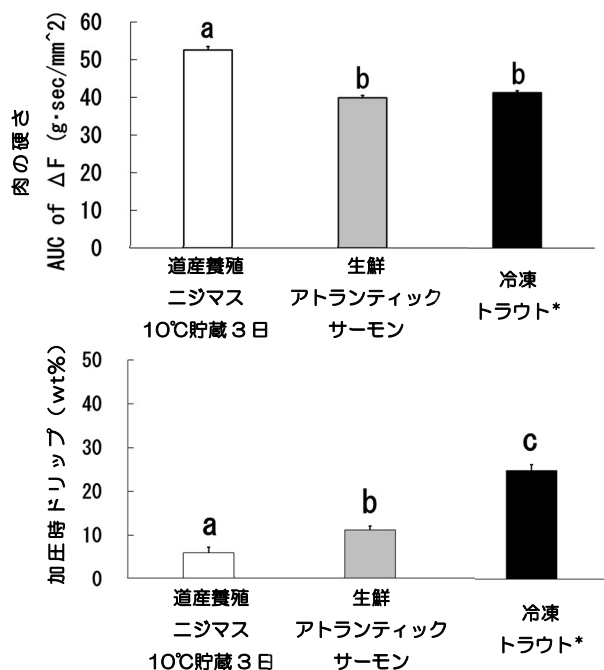 肉の硬さ
AUC of ΔF (g・sec/mm^2)
60
50
40
30
20
10
0
a
b
b
道産養殖
ニジマス
10℃貯蔵３日
生鮮
アトランティック
サーモン
冷凍
トラウト*
加圧時ドリップ（wt%）
50
40
30
20
10
0
a
b
c
道産養殖
ニジマス
10℃貯蔵３日
生鮮
アトランティック
サーモン
冷凍
トラウト*